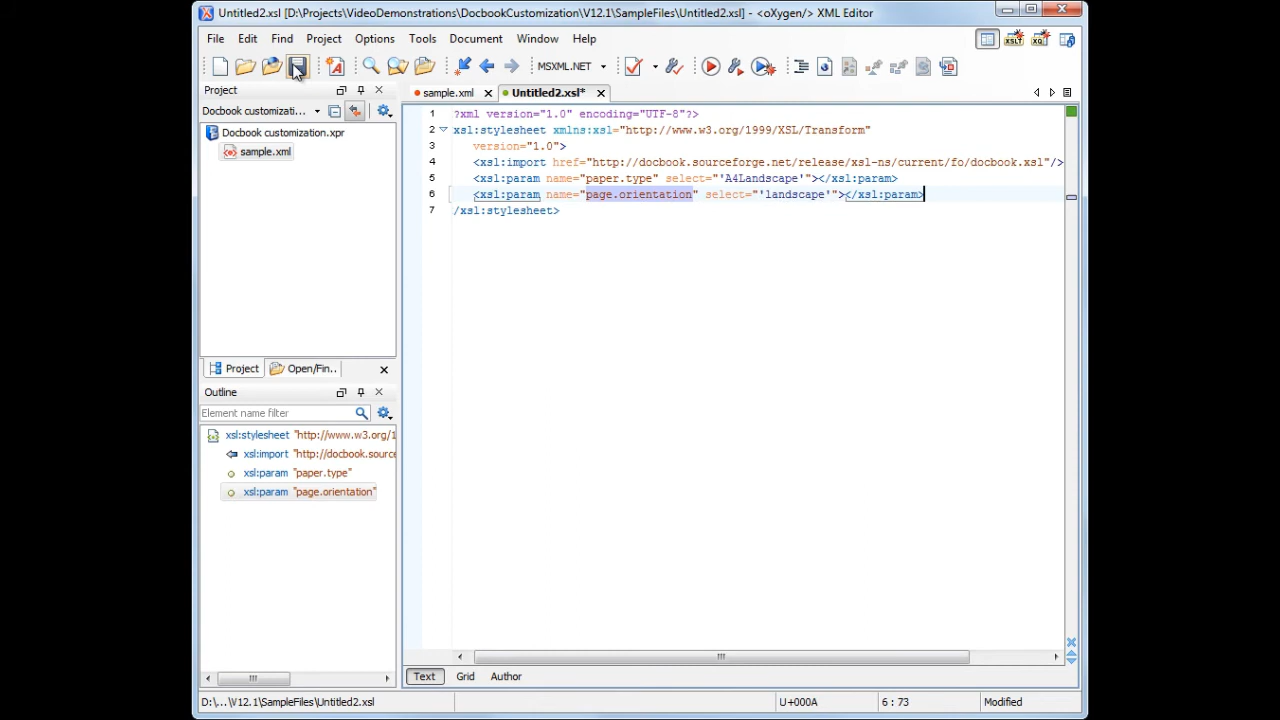 Untitled2.xsl [D:\Projects\VideoDemonstrations\DocbookCustomization\V12.1\SampleFiles\Untitled2.xsl] - <oXygen/> XML Editor
File Edit Find Project Options Tools Document Window Help
MSXML.NET
Project
sample.xml Untitled2.xsl*
Docbook customizati...
Docbook customization.xpr
sample.xml
1 ?xml version="1.0" encoding="UTF-8"?>
2 xsl:stylesheet xmlns:xsl="http://www.w3.org/1999/XSL/Transform"
3 version="1.0">
4 <xsl:import href="http://docbook.sourceforge.net/release/xsl-ns/current/fo/docbook.xsl"/>
5 <xsl:param name="paper.type" select="'A4Landscape'"></xsl:param>
6 <xsl:param name="page.orientation" select="'landscape'"></xsl:param>
7 /xsl:stylesheet>
Project Open/Fin..
Outline
Element name filter
xsl:stylesheet "http://www.w3.org/1
xsl:import "http://docbook.source
xsl:param "paper.type"
xsl:param "page.orientation"
Text Grid Author
D:\...\V12.1\SampleFiles\Untitled2.xsl U+000A 6 : 73 Modified